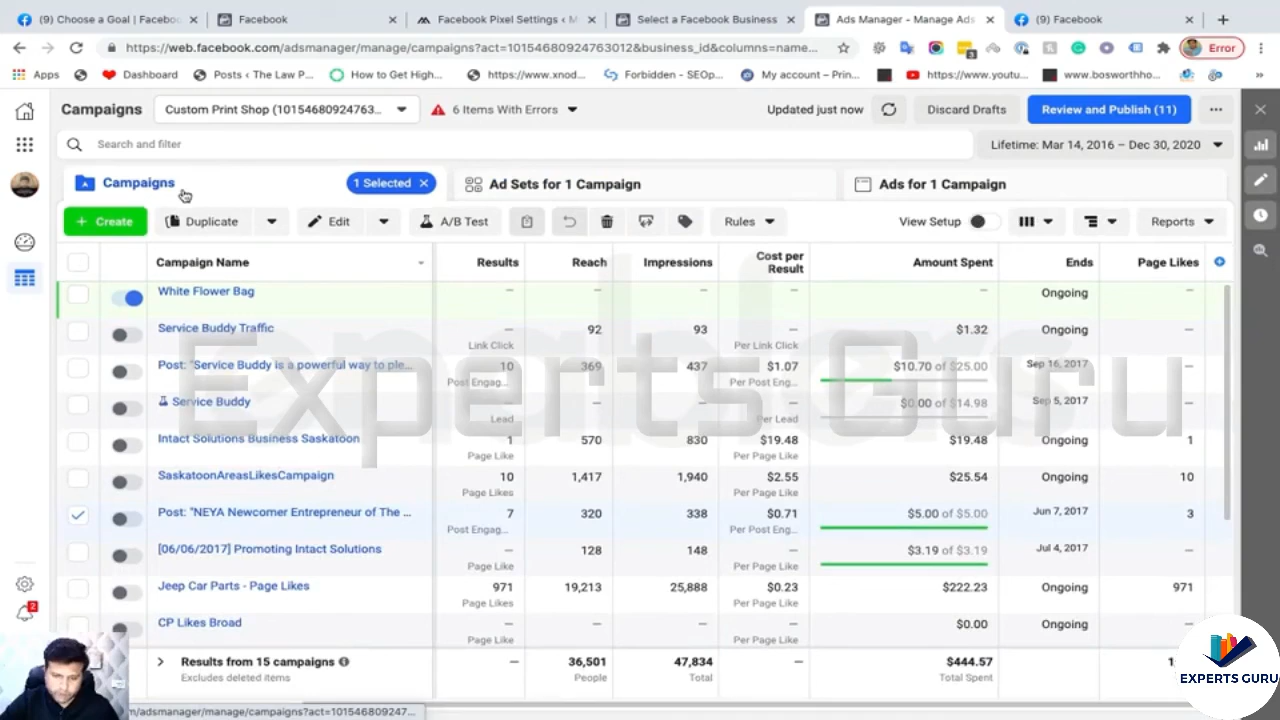 (9) Choose a Goal | Facebo
Facebook
Facebook Pixel Settings ‹ M
Select a Facebook Business
Ads Manager - Manage Ads
(9) Facebook
https://web.facebook.com/adsmanager/manage/campaigns?act=10154680924763012&business_id&columns=name...
3
Error
Apps
Dashboard
Posts ‹ The Law P...
How to Get High...
https://www.xnod...
Forbidden - SEOp...
My account – Prin...
https://www.youtu...
www.bosworthho...
»
Campaigns
Custom Print Shop (10154680924763...
6 Items With Errors
Updated just now
Discard Drafts
Review and Publish (11)
Search and filter
Lifetime: Mar 14, 2016 – Dec 30, 2020
Campaigns
1 Selected
Ad Sets for 1 Campaign
Ads for 1 Campaign
+ Create
Duplicate
Edit
A/B Test
Rules
View Setup
Reports
Campaign Name
Results
Reach
Impressions
Cost per
Result
Amount Spent
Ends
Page Likes
White Flower Bag
–
–
–
–
–
Ongoing
–
Service Buddy Traffic
–
92
93
–
$1.32
Ongoing
–
Link Click
Per Link Click
Post: "Service Buddy is a powerful way to ple...
10
369
437
$1.07
$10.70 of $25.00
Sep 16, 2017
–
Post Engag...
Per Post Eng...
Service Buddy
–
–
–
–
$0.00 of $14.98
Sep 5, 2017
–
Lead
Per Lead
Intact Solutions Business Saskatoon
1
570
830
$19.48
$19.48
Ongoing
1
Page Like
Per Page Like
SaskatoonAreasLikesCampaign
10
1,417
1,940
$2.55
$25.54
Ongoing
10
Page Likes
Per Page Like
Post: "NEYA Newcomer Entrepreneur of The ...
7
320
338
$0.71
$5.00 of $5.00
Jun 7, 2017
3
Post Engag...
Per Post Eng...
[06/06/2017] Promoting Intact Solutions
–
128
148
–
$3.19 of $3.19
Jul 4, 2017
–
Page Like
Per Page Like
Jeep Car Parts - Page Likes
971
19,213
25,888
$0.23
$222.23
Ongoing
971
Page Likes
Per Page Like
CP Likes Broad
–
–
–
–
$0.00
Ongoing
–
Page Like
Per Page Like
Results from 15 campaigns
–
36,501
47,834
–
$444.57
Excludes deleted items
People
Total
Total Spent
2
m/adsmanager/manage/campaigns?act=101546809247...
Experts Guru
EXPERTS GURU